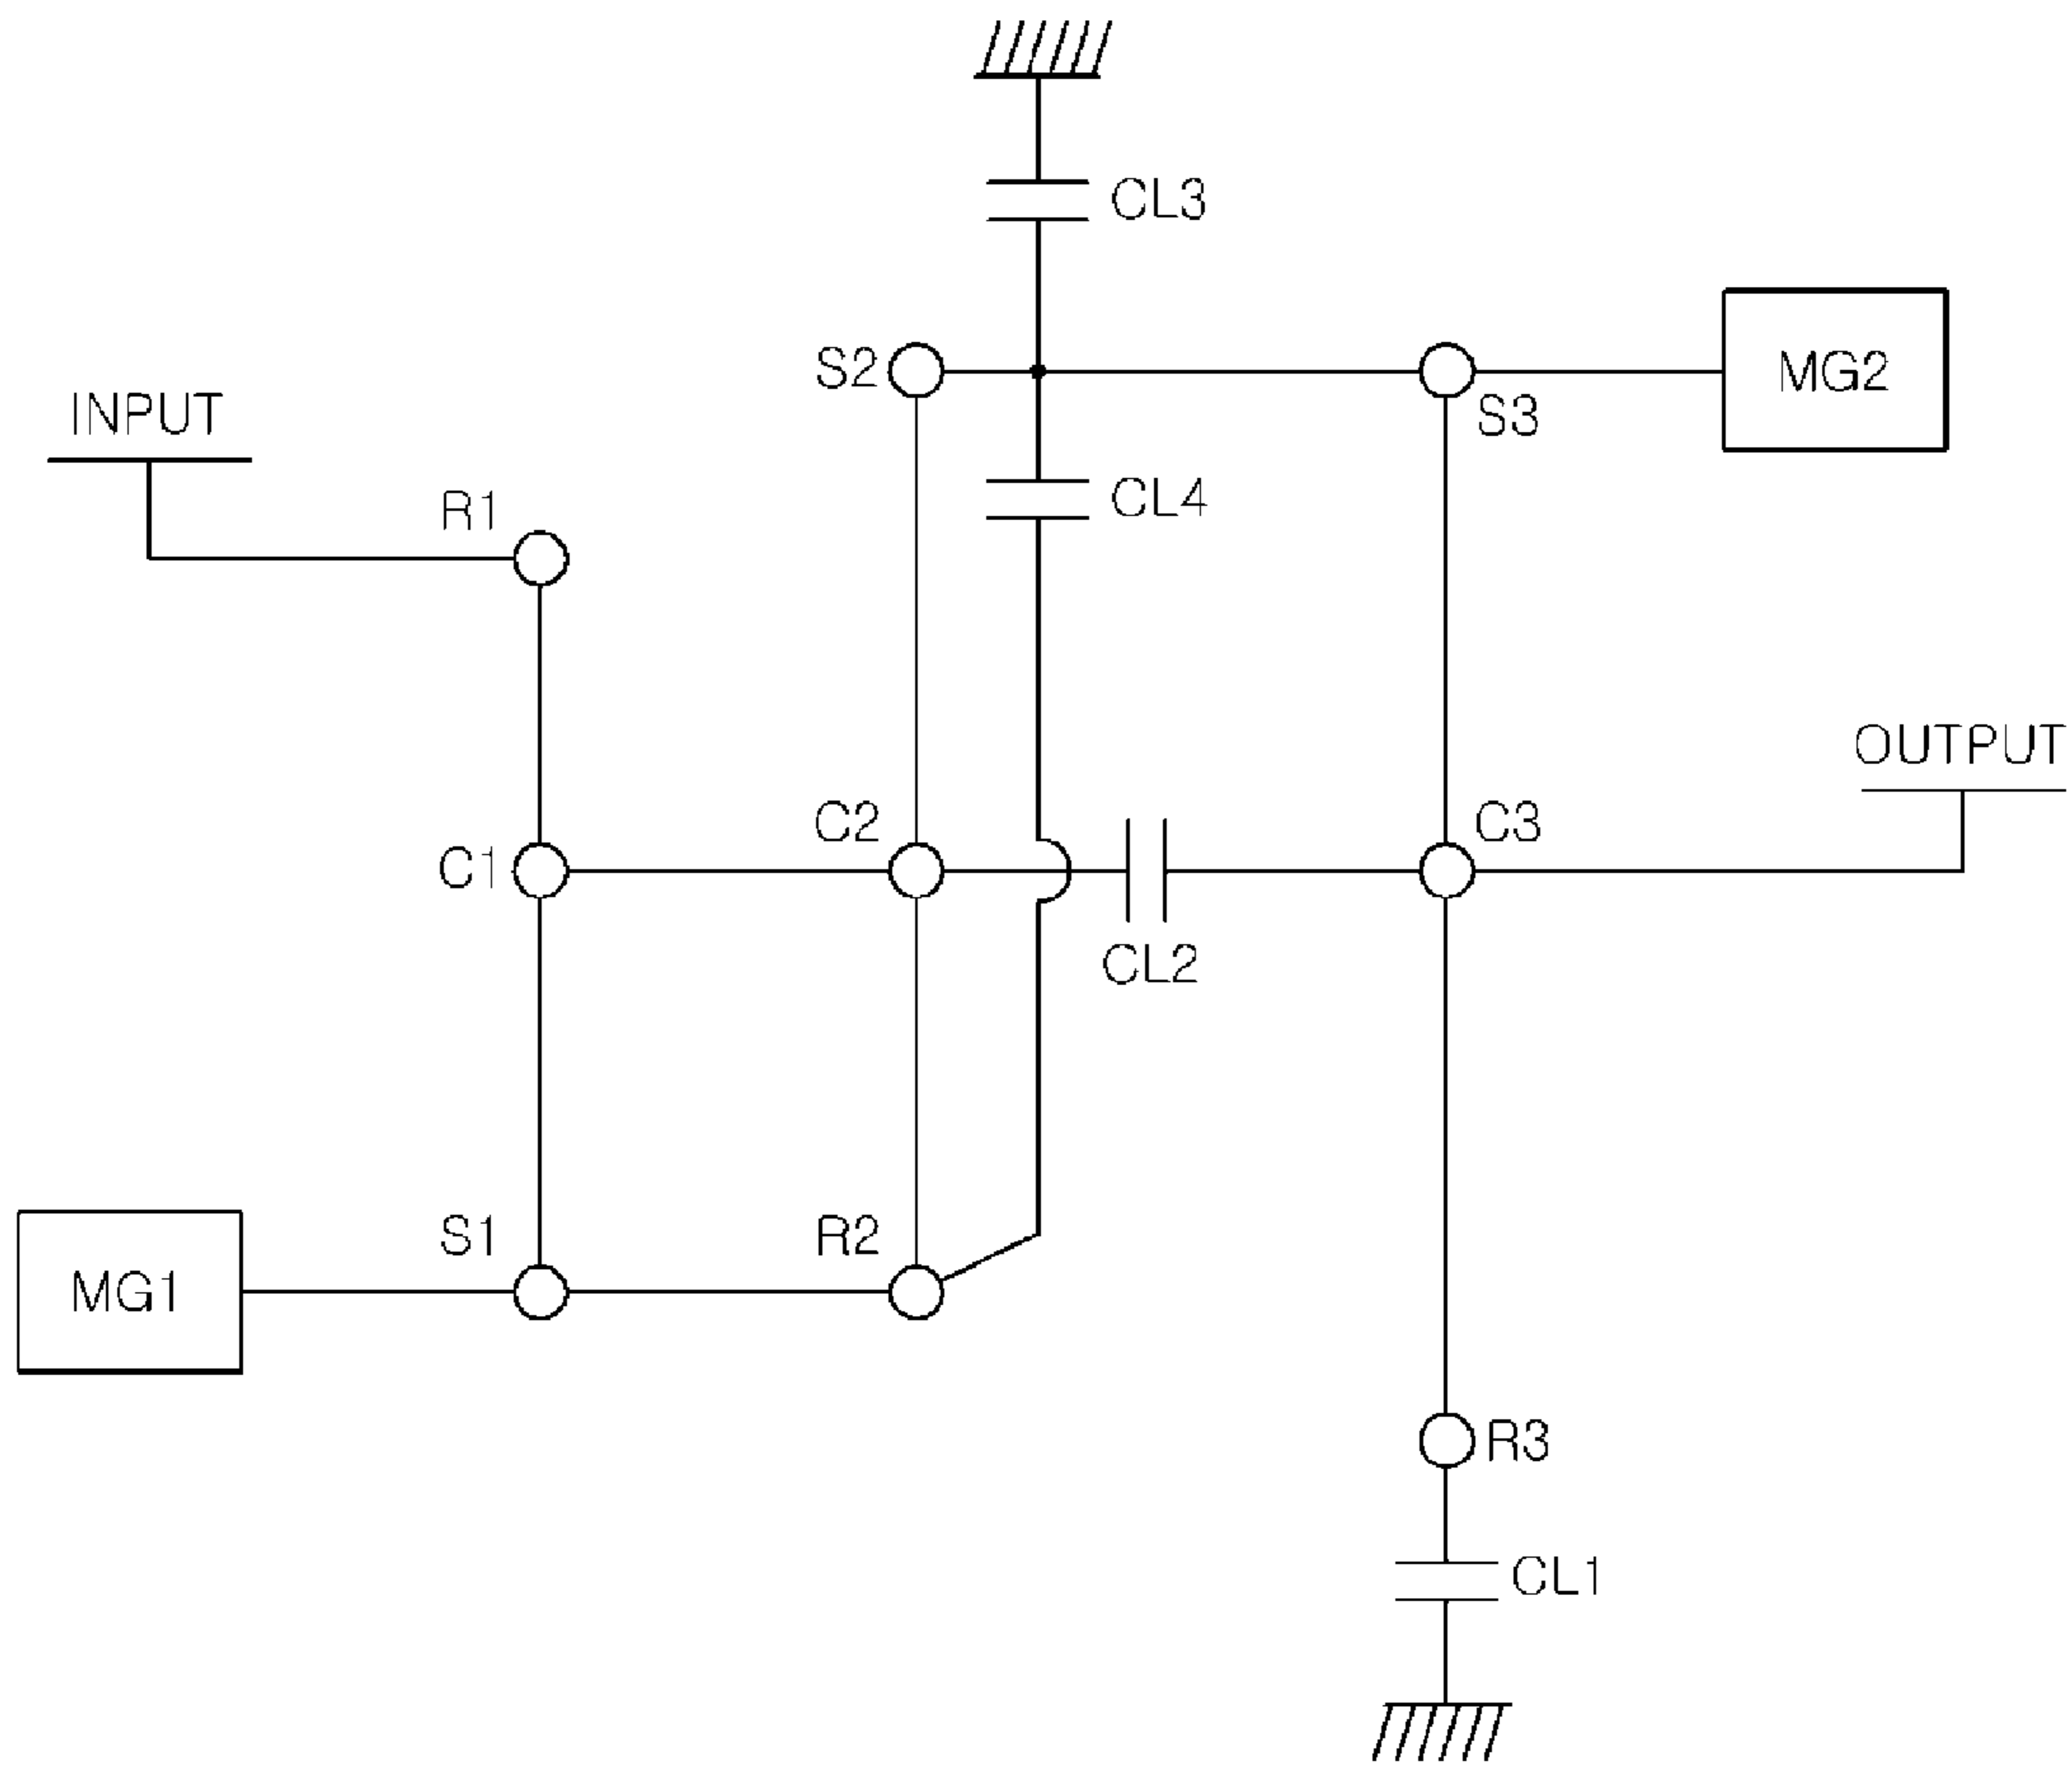 CL3
S2
S3
MG2
INPUT
R1
CL4
OUTPUT
C2
C3
C1
CL2
S1
R2
MG1
R3
CL1